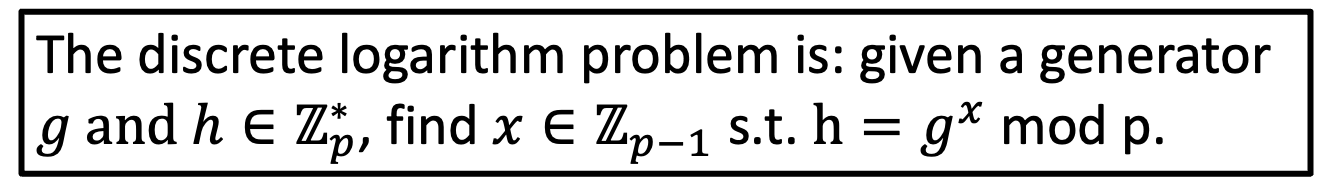 The discrete logarithm problem is: given a generator
g and h ∈ ℤ*ₚ, find x ∈ ℤₚ₋₁ s.t. h = gˣ mod p.